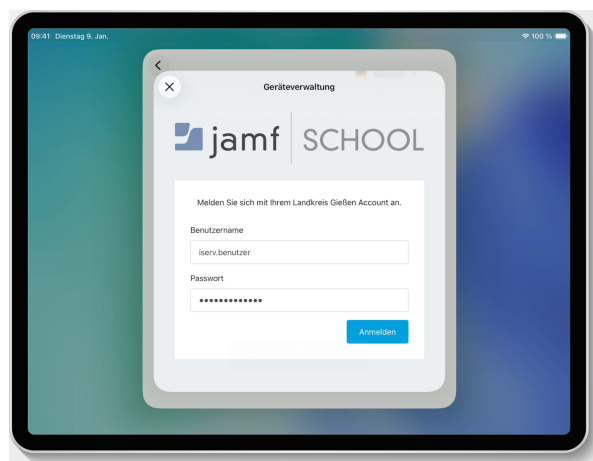 09:41 Dienstag 9. Jan.
100 %
Deutsch
Geräteverwaltung
jamf SCHOOL
Melden Sie sich mit Ihrem Landkreis Gießen Account an.
Benutzername
iserv.benutzer
Passwort
•••••••••••••
Anmelden